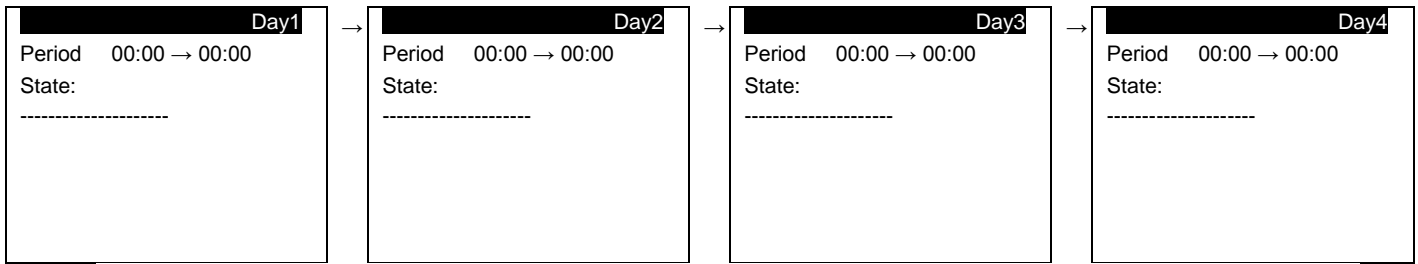 Day1
Period 00:00 → 00:00
State:
---------------------
→
Day2
Period 00:00 → 00:00
State:
---------------------
→
Day3
Period 00:00 → 00:00
State:
---------------------
→
Day4
Period 00:00 → 00:00
State:
---------------------